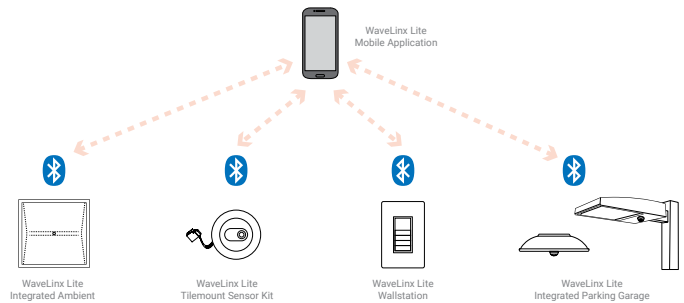 WaveLinx Lite
Mobile Application
WaveLinx Lite
Integrated Ambient
WaveLinx Lite
Tilemount Sensor Kit
WaveLinx Lite
Wallstation
WaveLinx Lite
Integrated Parking Garage